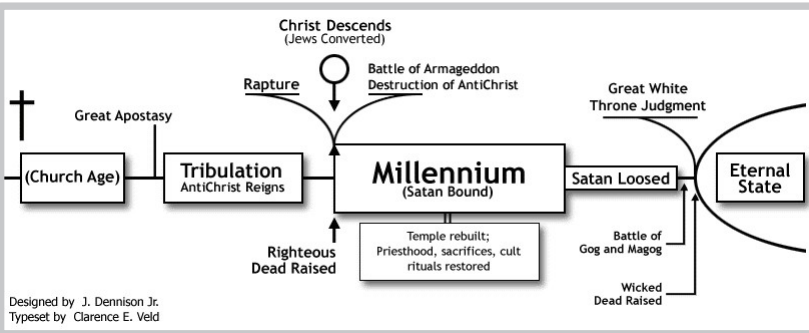 Christ Descends
(Jews Converted)
Rapture
Battle of Armageddon
Destruction of AntiChrist
Great White
Throne Judgment
Great Apostasy
(Church Age)
Tribulation
AntiChrist Reigns
Millennium
(Satan Bound)
Satan Loosed
Eternal
State
Righteous
Dead Raised
Temple rebuilt;
Priesthood, sacrifices, cult
rituals restored
Battle of
Gog and Magog
Wicked
Dead Raised
Designed by J. Dennison Jr.
Typeset by Clarence E. Veld